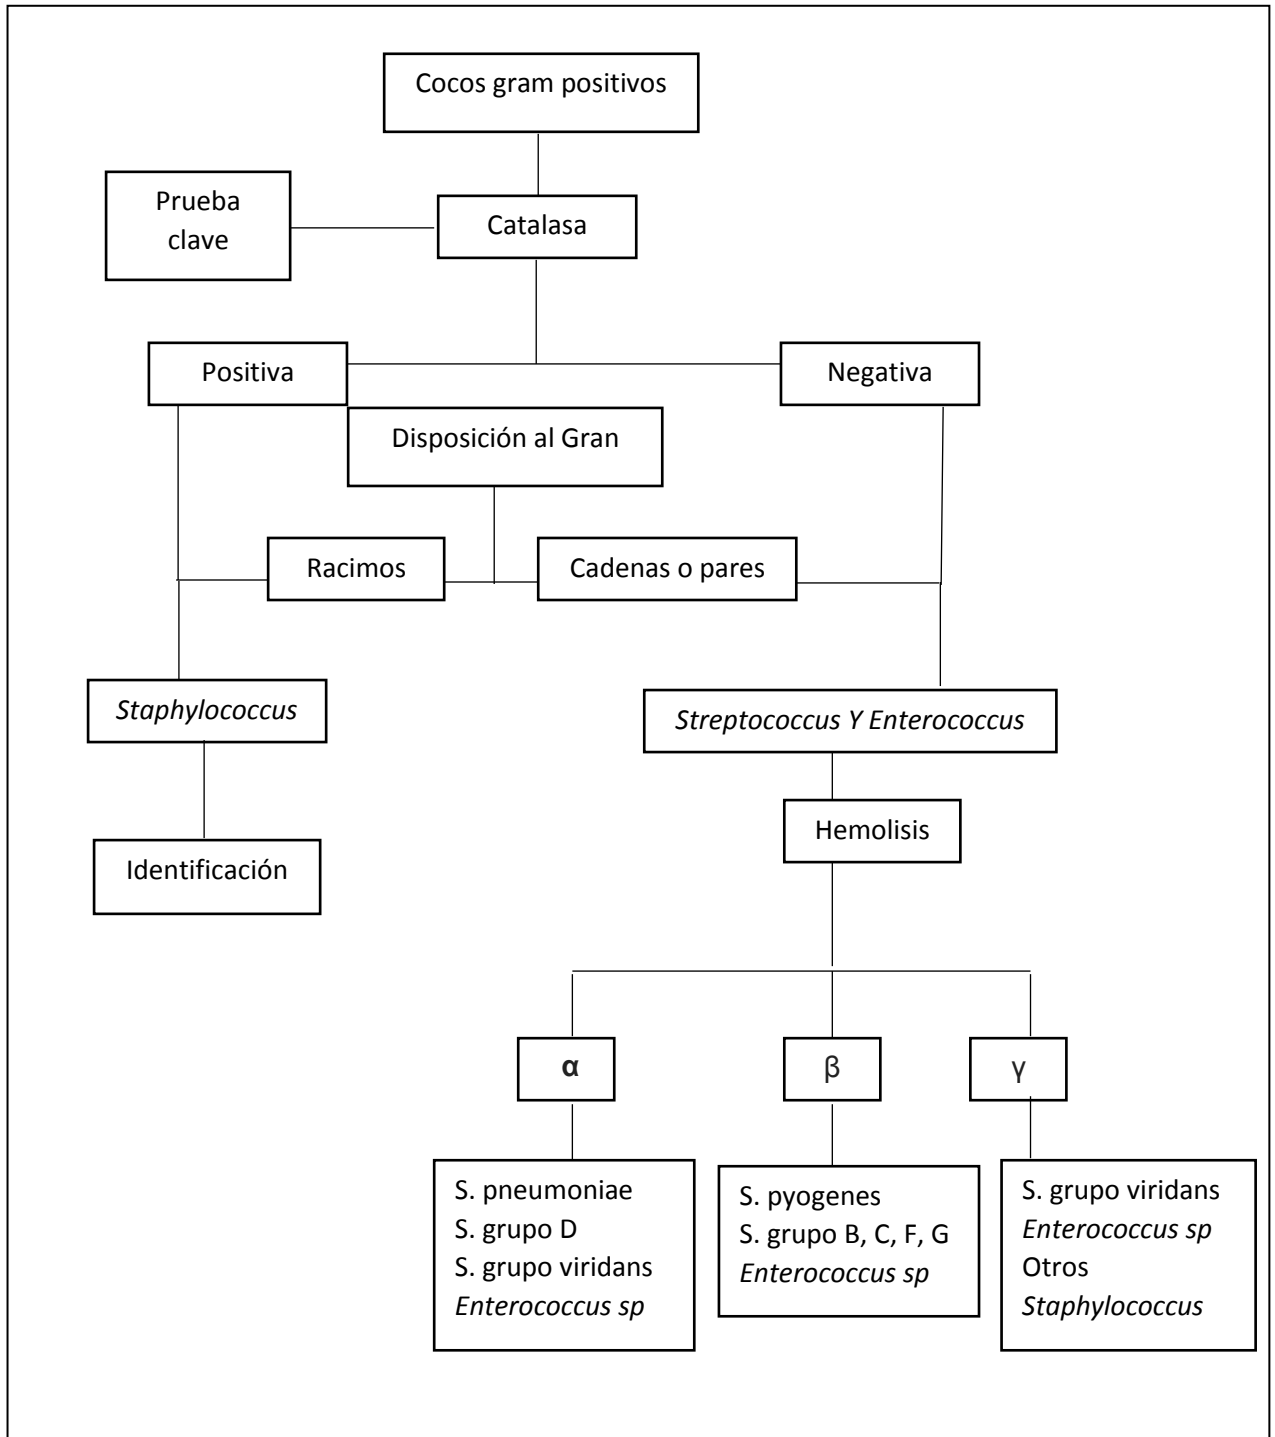 Cocos gram positivos
Prueba
clave
Catalasa
Positiva
Negativa
Disposición al Gran
Racimos
Cadenas o pares
Staphylococcus
Streptococcus Y Enterococcus
Hemolisis
Identificación
α
β
γ
S. pneumoniae
S. grupo D
S. grupo viridans
Enterococcus sp
S. pyogenes
S. grupo B, C, F, G
Enterococcus sp
S. grupo viridans
Enterococcus sp
Otros
Staphylococcus